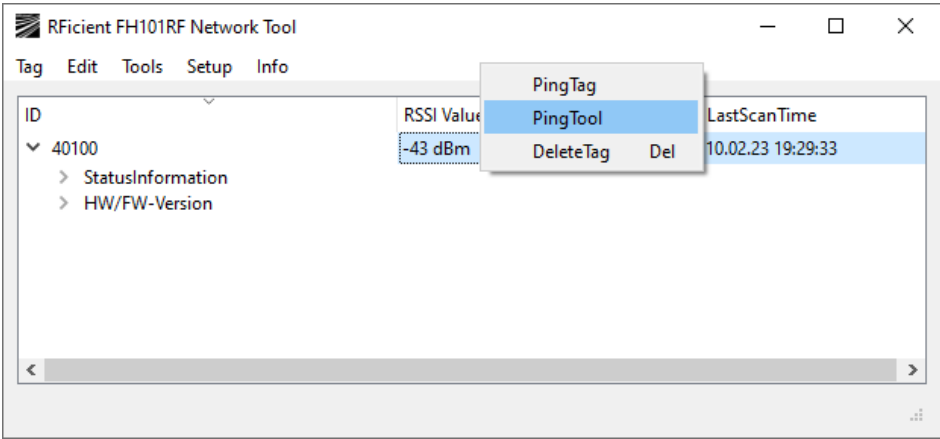 RFicient FH101RF Network Tool
Tag Edit Tools Setup Info
PingTag
ID RSSI Value PingTool LastScanTime
40100 -43 dBm DeleteTag Del 10.02.23 19:29:33
StatusInformation
HW/FW-Version